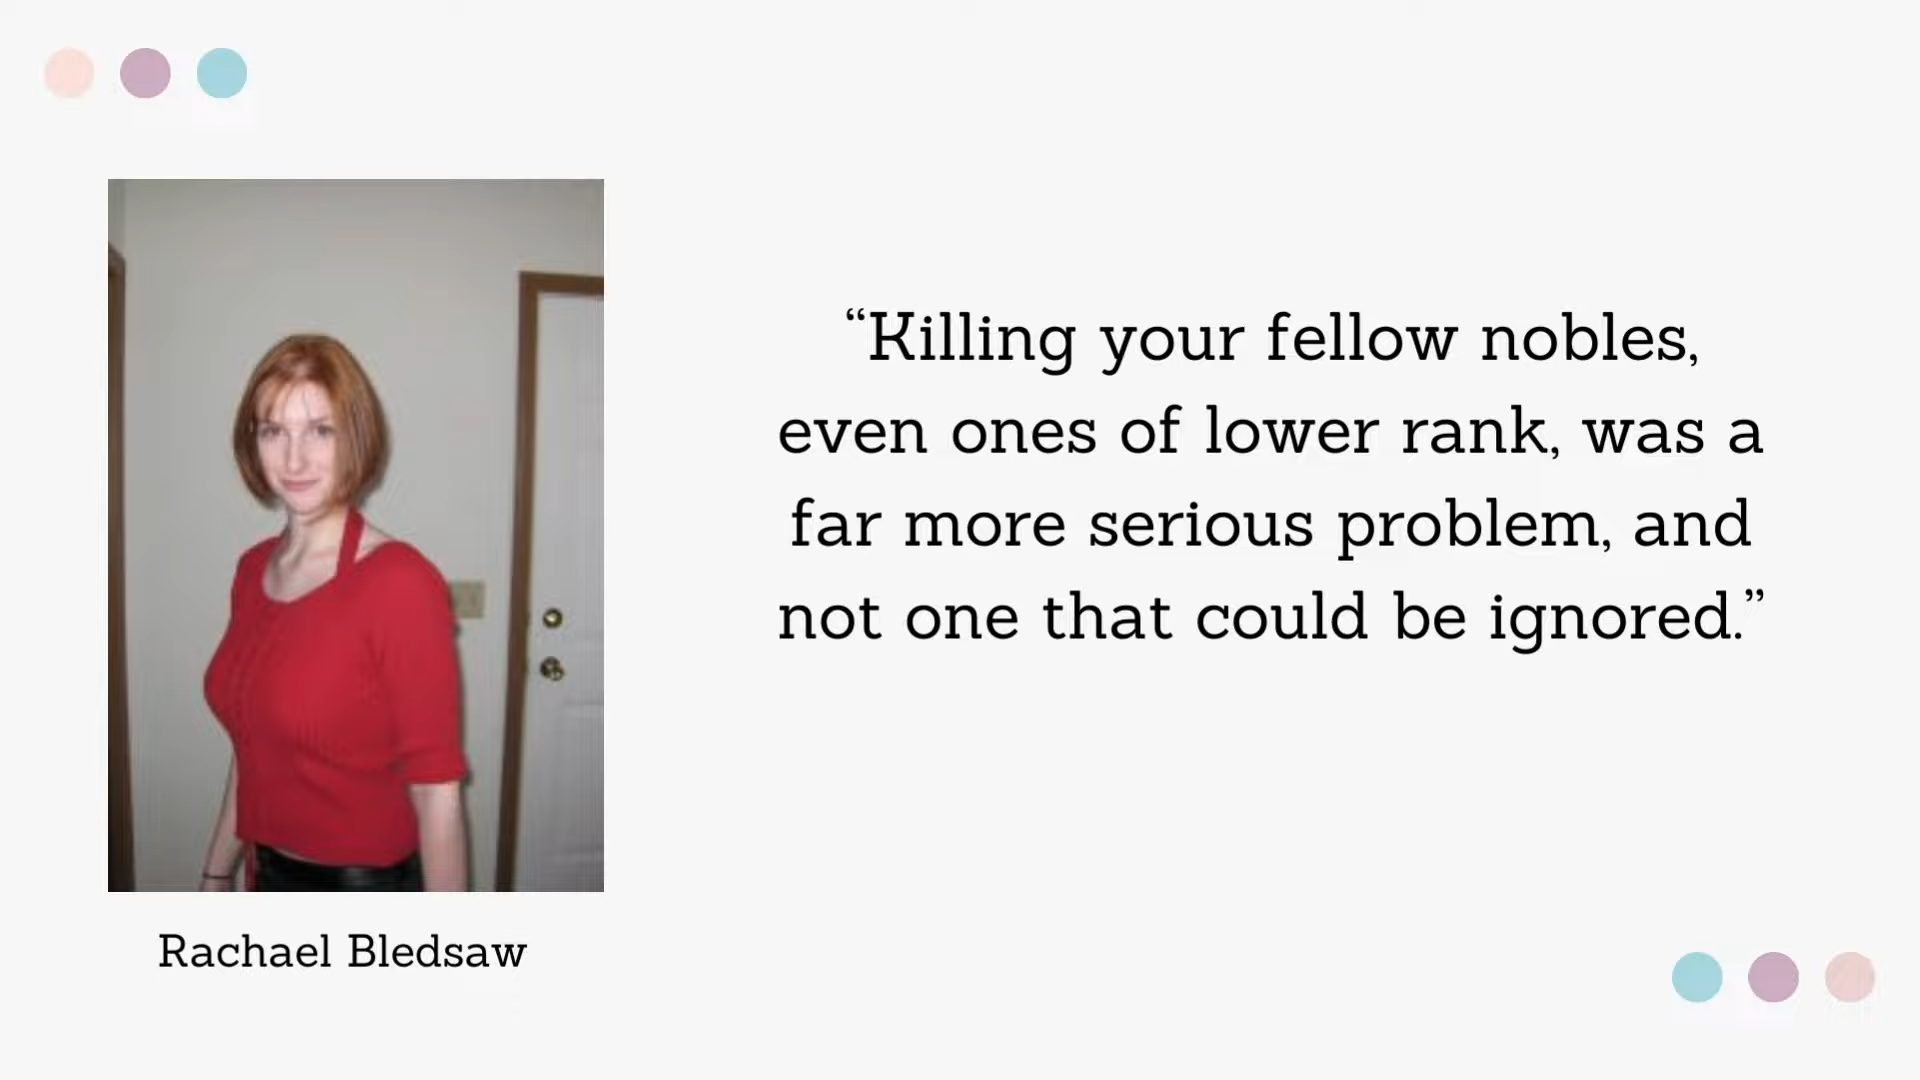 “Killing your fellow nobles,
even ones of lower rank, was a
far more serious problem, and
not one that could be ignored.”
Rachael Bledsaw